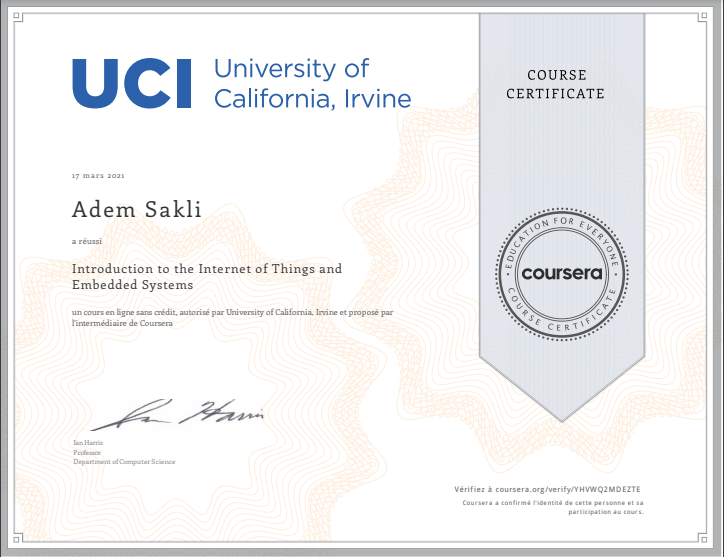 UCI University of
California, Irvine
COURSE
CERTIFICATE
17 mars 2021
Adem Sakli
a réussi
Introduction to the Internet of Things and
Embedded Systems
un cours en ligne sans crédit, autorisé par University of California, Irvine et proposé par
l'intermédiaire de Coursera
EDUCATION FOR EVERYONE
coursera
COURSE CERTIFICATE
Ian Harris
Ian Harris
Professor
Department of Computer Science
Vérifiez à coursera.org/verify/YHVWQ2MDEZTE
Coursera a confirmé l'identité de cette personne et sa
participation au cours.